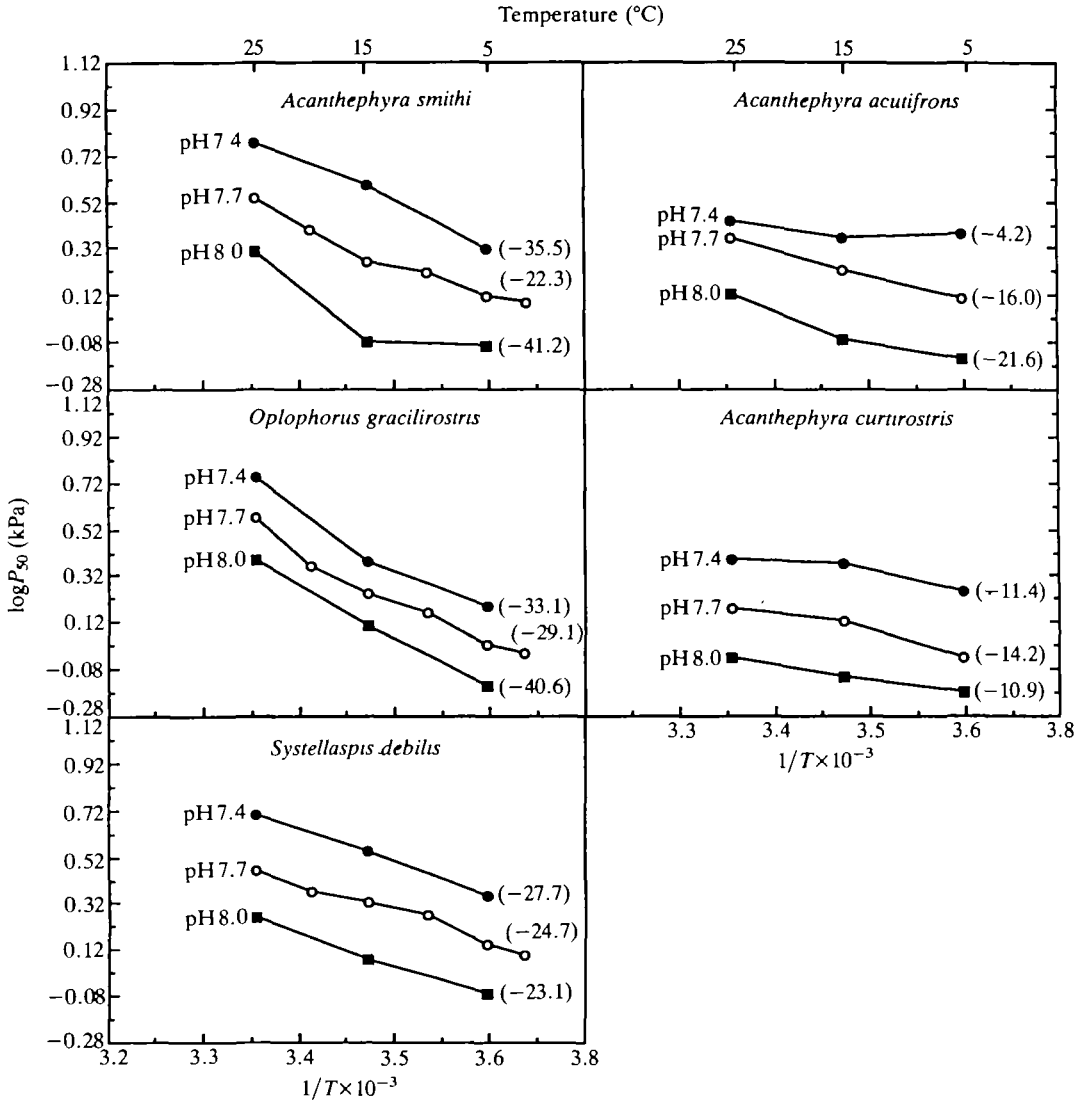 Temperature (°C)
25 15 5 25 15 5
1.12
0.92
0.72
0.52
0.32
0.12
−0.08
−0.28
Acanthephyra smithi
pH 7 4
pH 7.7
pH 8 0
(−35.5)
(−22.3)
(−41.2)
Acanthephyra acutifrons
pH 7.4
pH 7.7
pH 8.0
(−4.2)
(−16.0)
(−21.6)
logP50 (kPa)
1.12
0.92
0.72
0.52
0.32
0.12
−0.08
−0.28
Oplophorus gracilirostris
pH 7.4
pH 7.7
pH 8.0
(−33.1)
(−29.1)
(−40.6)
Acanthephyra curtirostris
pH 7.4
pH 7.7
pH 8.0
(−11.4)
(−14.2)
(−10.9)
3.3 3.4 3.5 3.6 3.7 3.8
1/T×10−3
1.12
0.92
0.72
0.52
0.32
0.12
−0.08
−0.28
Systellaspis debilis
pH 7.4
pH 7.7
pH 8.0
(−27.7)
(−24.7)
(−23.1)
3.2 3.3 3.4 3.5 3.6 3.8
1/T×10−3